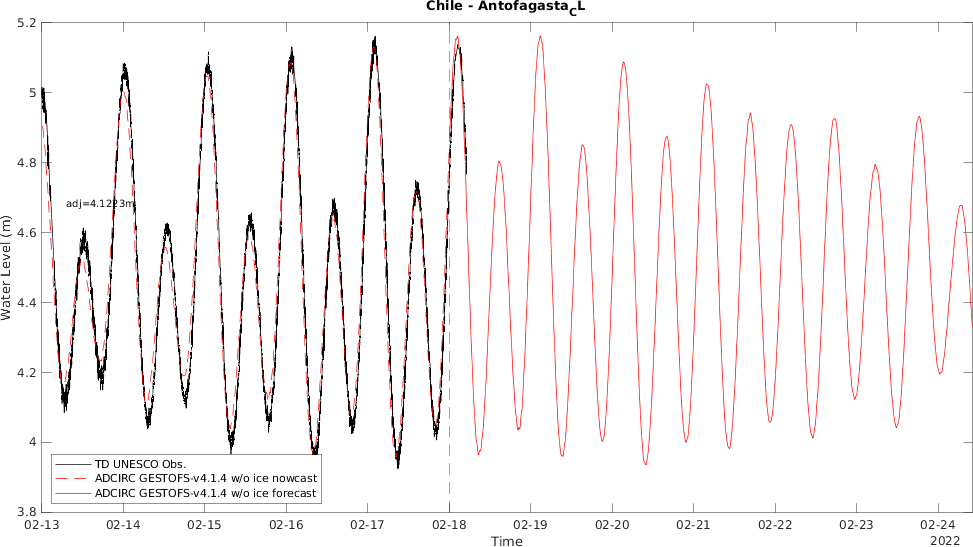 Chile - Antofagasta_CL
5.2
5
4.8
4.6
4.4
4.2
4
3.8
Water Level (m)
adj=4.1223m
TD UNESCO Obs.
ADCIRC GESTOFS-v4.1.4 w/o ice nowcast
ADCIRC GESTOFS-v4.1.4 w/o ice forecast
02-13 02-14 02-15 02-16 02-17 02-18 02-19 02-20 02-21 02-22 02-23 02-24
2022
Time